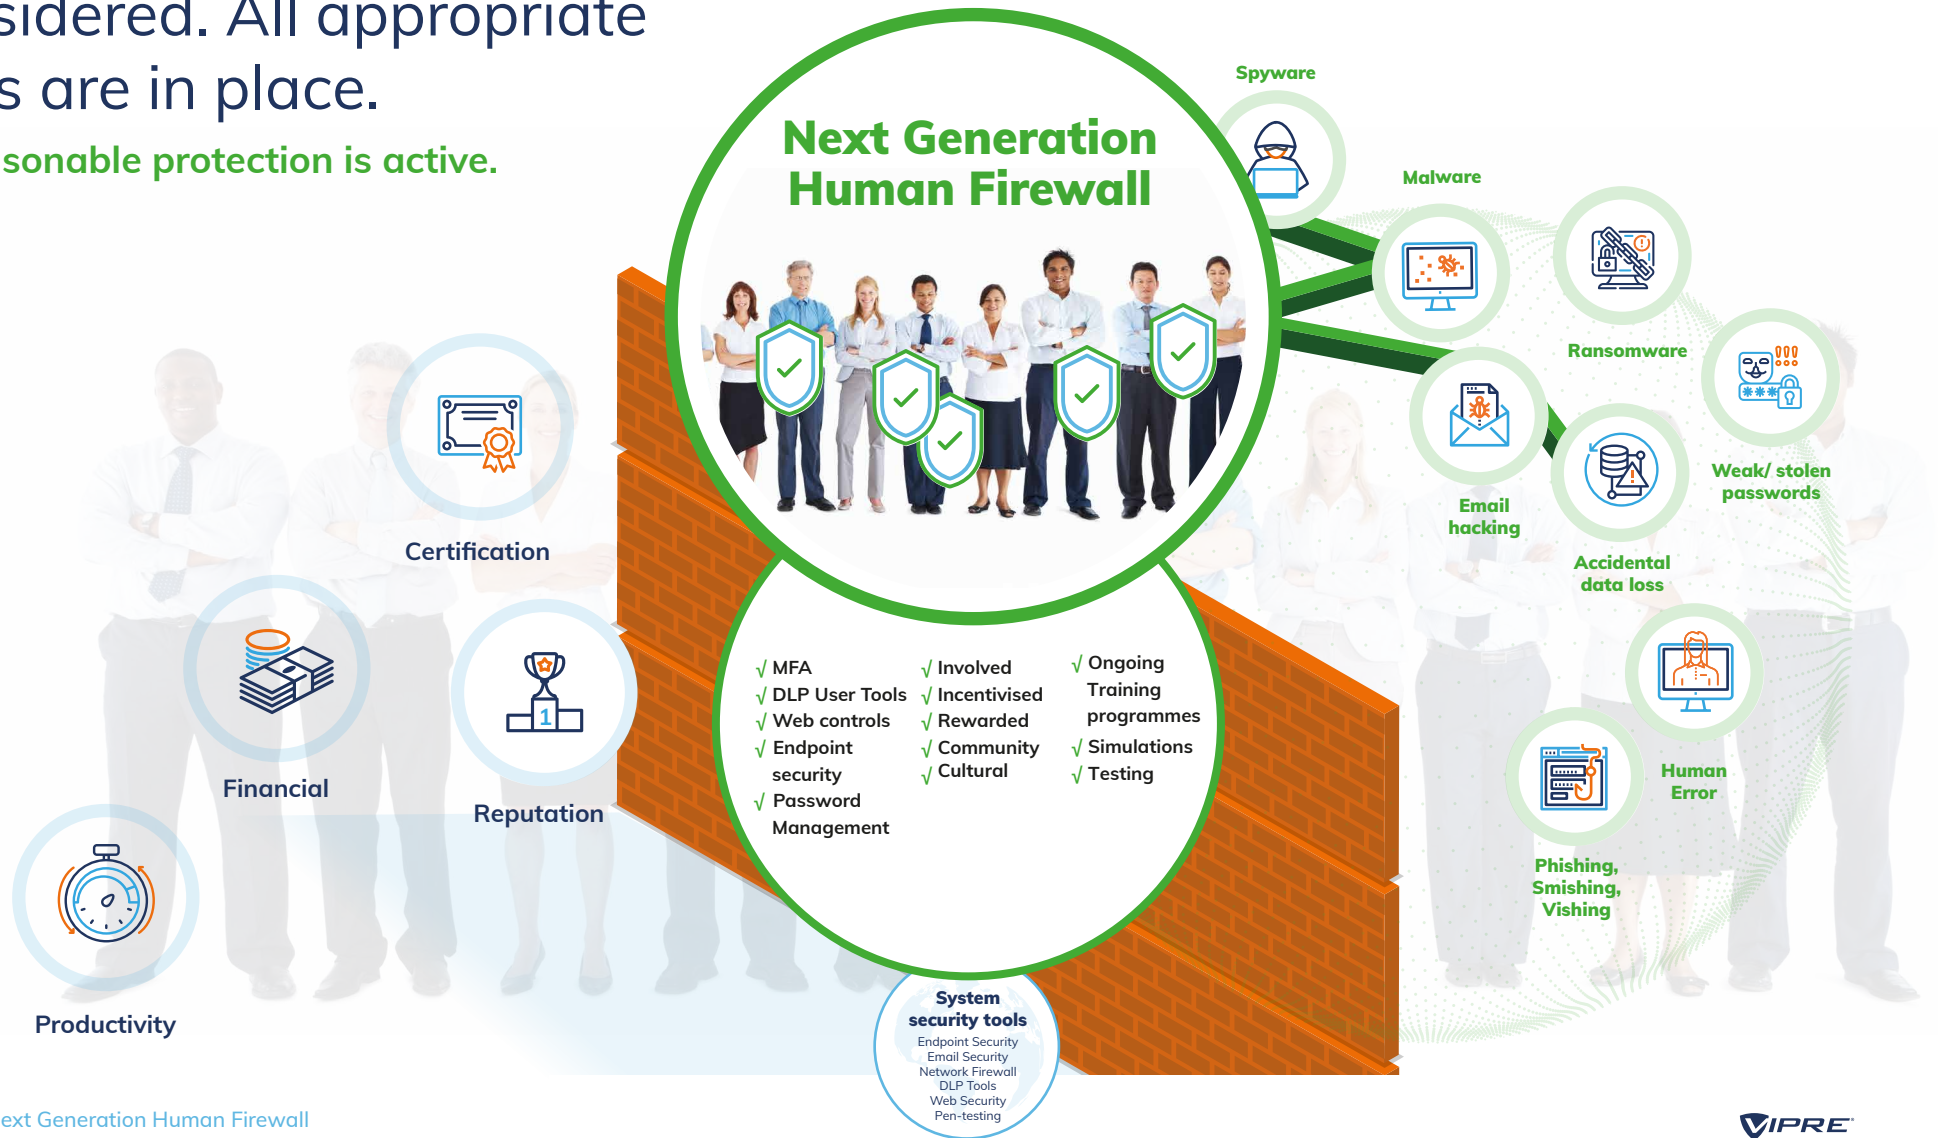 sidered. All appropriate
s are in place.
sonable protection is active.
Next Generation
Human Firewall
Spyware
Malware
Ransomware
Weak/ stolen
passwords
Email
hacking
Accidental
data loss
Human
Error
Phishing,
Smishing,
Vishing
Certification
Financial
1
Reputation
Productivity
√ MFA
√ DLP User Tools
√ Web controls
√ Endpoint
security
√ Password
Management
√ Involved
√ Incentivised
√ Rewarded
√ Community
√ Cultural
√ Ongoing
Training
programmes
√ Simulations
√ Testing
System
security tools
Endpoint Security
Email Security
Network Firewall
DLP Tools
Web Security
Pen-testing
ext Generation Human Firewall
VIPRE